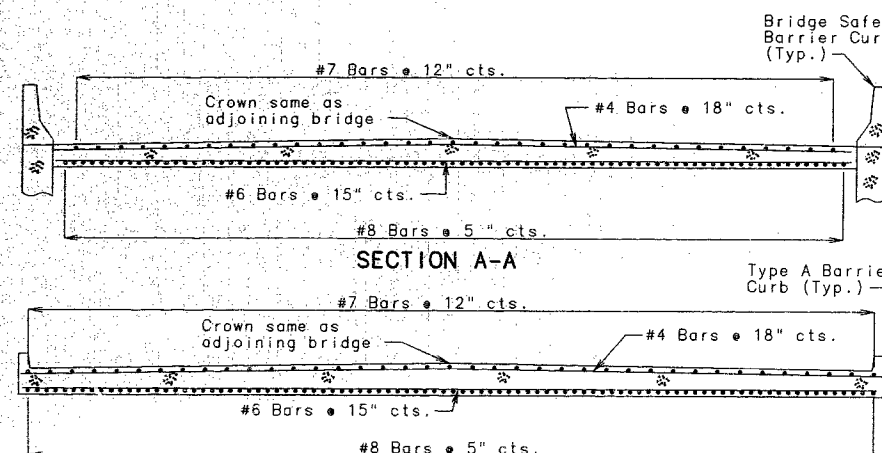 Bridge Safe
Barrier Cur
(Typ.)
#7 Bars @ 12" cts.
Crown same as
adjoining bridge
#4 Bars @ 18" cts.
#6 Bars @ 15" cts.
#8 Bars @ 5 " cts.
SECTION A-A
Type A Barrie
Curb (Typ.)
#7 Bars @ 12" cts.
Crown same as
adjoining bridge
#4 Bars @ 18" cts.
#6 Bars @ 15" cts.
#8 Bars @ 5" cts.